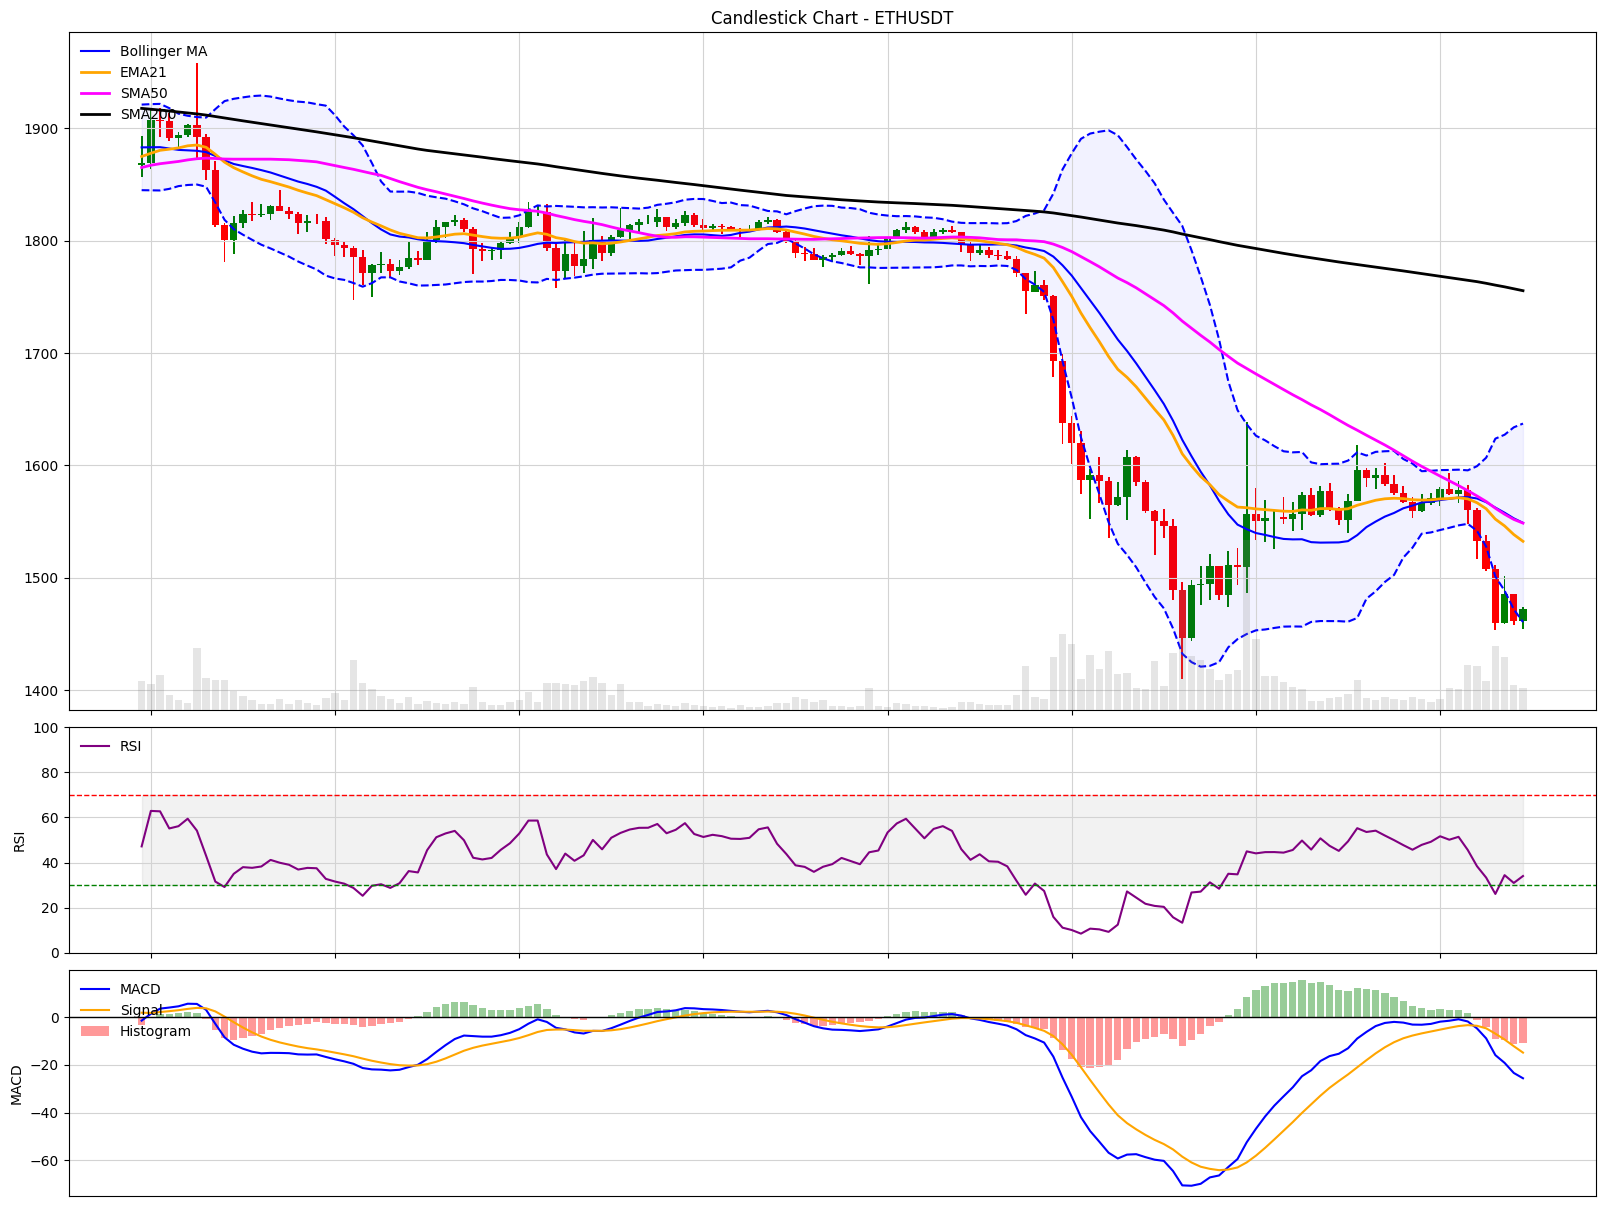 Candlestick Chart - ETHUSDT
Bollinger MA
EMA21
SMA50
SMA200
1900
1800
1700
1600
1500
1400
100
80
60
40
20
0
RSI
RSI
MACD
Signal
Histogram
0
−20
−40
−60
MACD